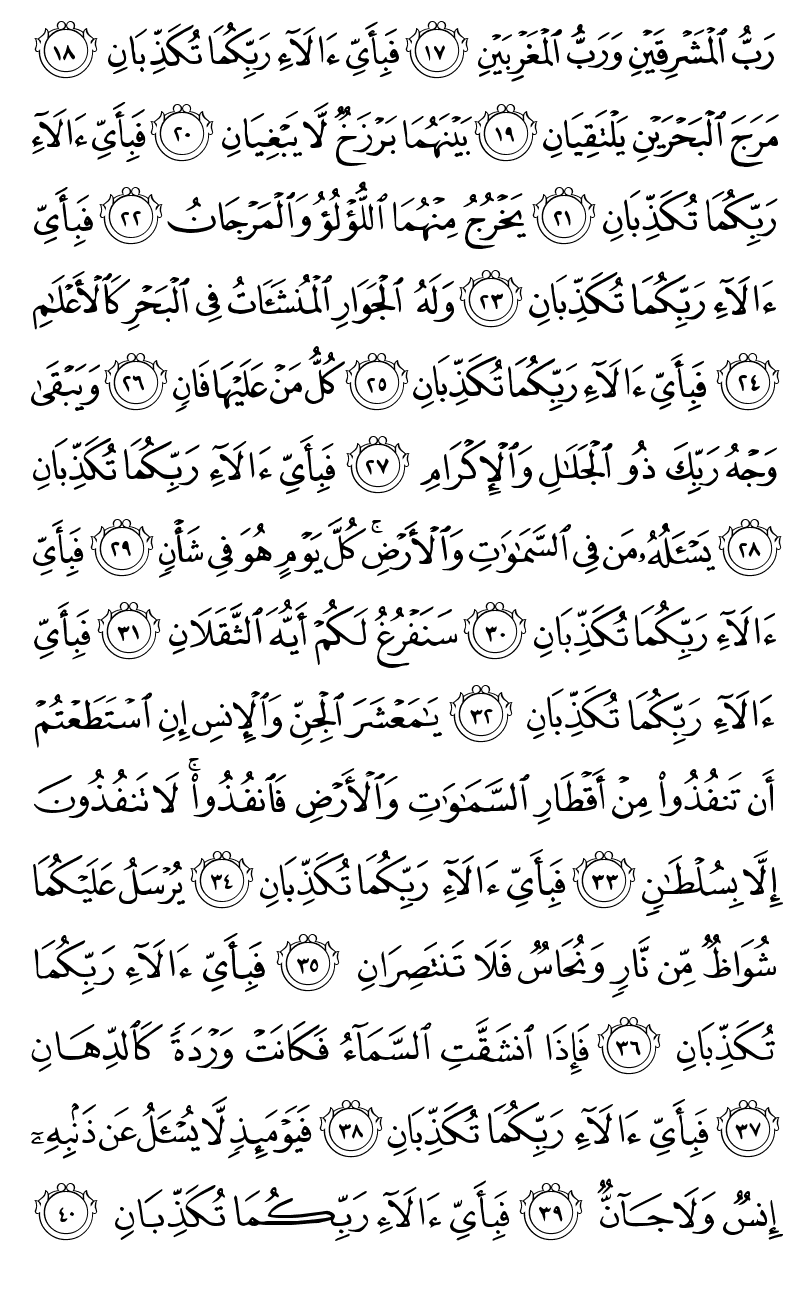 رَبُّ ٱلْمَشْرِقَيْنِ وَرَبُّ ٱلْمَغْرِبَيْنِ ١٧ فَبِأَىِّ ءَالَآءِ رَبِّكُمَا تُكَذِّبَانِ ١٨
مَرَجَ ٱلْبَحْرَيْنِ يَلْتَقِيَانِ ١٩ بَيْنَهُمَا بَرْزَخٌ لَّا يَبْغِيَانِ ٢٠ فَبِأَىِّ ءَالَآءِ
رَبِّكُمَا تُكَذِّبَانِ ٢١ يَخْرُجُ مِنْهُمَا ٱللُّؤْلُؤُ وَٱلْمَرْجَانُ ٢٢ فَبِأَىِّ
ءَالَآءِ رَبِّكُمَا تُكَذِّبَانِ ٢٣ وَلَهُ ٱلْجَوَارِ ٱلْمُنشَـَٔاتُ فِى ٱلْبَحْرِ كَٱلْأَعْلَٰمِ
٢٤ فَبِأَىِّ ءَالَآءِ رَبِّكُمَا تُكَذِّبَانِ ٢٥ كُلُّ مَنْ عَلَيْهَا فَانٍ ٢٦ وَيَبْقَىٰ
وَجْهُ رَبِّكَ ذُو ٱلْجَلَٰلِ وَٱلْإِكْرَامِ ٢٧ فَبِأَىِّ ءَالَآءِ رَبِّكُمَا تُكَذِّبَانِ
٢٨ يَسْـَٔلُهُۥ مَن فِى ٱلسَّمَٰوَٰتِ وَٱلْأَرْضِ ۚ كُلَّ يَوْمٍ هُوَ فِى شَأْنٍ ٢٩ فَبِأَىِّ
ءَالَآءِ رَبِّكُمَا تُكَذِّبَانِ ٣٠ سَنَفْرُغُ لَكُمْ أَيُّهَ ٱلثَّقَلَانِ ٣١ فَبِأَىِّ
ءَالَآءِ رَبِّكُمَا تُكَذِّبَانِ ٣٢ يَٰمَعْشَرَ ٱلْجِنِّ وَٱلْإِنسِ إِنِ ٱسْتَطَعْتُمْ
أَن تَنفُذُوا۟ مِنْ أَقْطَارِ ٱلسَّمَٰوَٰتِ وَٱلْأَرْضِ فَٱنفُذُوا۟ ۚ لَا تَنفُذُونَ
إِلَّا بِسُلْطَٰنٍ ٣٣ فَبِأَىِّ ءَالَآءِ رَبِّكُمَا تُكَذِّبَانِ ٣٤ يُرْسَلُ عَلَيْكُمَا
شُوَاظٌ مِّن نَّارٍ وَنُحَاسٌ فَلَا تَنتَصِرَانِ ٣٥ فَبِأَىِّ ءَالَآءِ رَبِّكُمَا
تُكَذِّبَانِ ٣٦ فَإِذَا ٱنشَقَّتِ ٱلسَّمَآءُ فَكَانَتْ وَرْدَةً كَٱلدِّهَانِ
٣٧ فَبِأَىِّ ءَالَآءِ رَبِّكُمَا تُكَذِّبَانِ ٣٨ فَيَوْمَئِذٍ لَّا يُسْـَٔلُ عَن ذَنۢبِهِۦٓ
إِنسٌ وَلَا جَآنٌّ ٣٩ فَبِأَىِّ ءَالَآءِ رَبِّكُمَا تُكَذِّبَانِ ٤٠